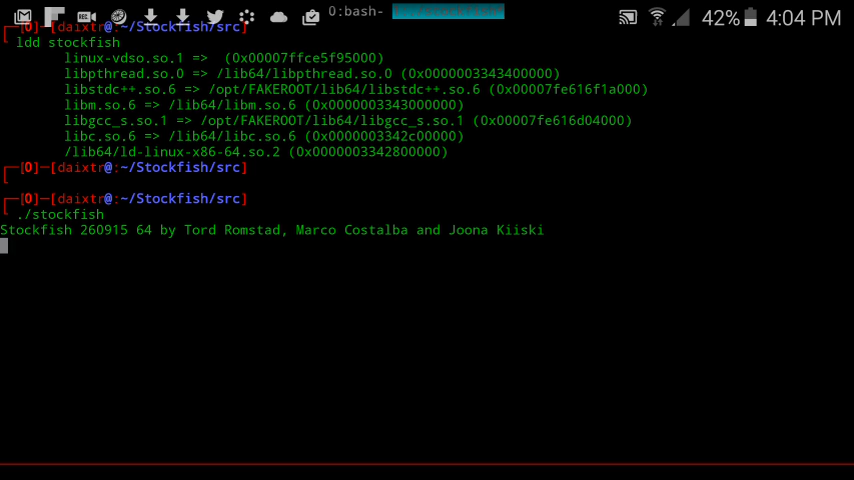 0:bash-
42% 4:04 PM
┌─[0]─[daixtr@:~/Stockfish/src]
└ ldd stockfish
linux-vdso.so.1 =>  (0x00007ffce5f95000)
libpthread.so.0 => /lib64/libpthread.so.0 (0x0000003343400000)
libstdc++.so.6 => /opt/FAKEROOT/lib64/libstdc++.so.6 (0x00007fe616f1a000)
libm.so.6 => /lib64/libm.so.6 (0x0000003343000000)
libgcc_s.so.1 => /opt/FAKEROOT/lib64/libgcc_s.so.1 (0x00007fe616d04000)
libc.so.6 => /lib64/libc.so.6 (0x0000003342c00000)
/lib64/ld-linux-x86-64.so.2 (0x0000003342800000)
┌─[0]─[daixtr@:~/Stockfish/src]
└
┌─[0]─[daixtr@:~/Stockfish/src]
└ ./stockfish
Stockfish 260915 64 by Tord Romstad, Marco Costalba and Joona Kiiski